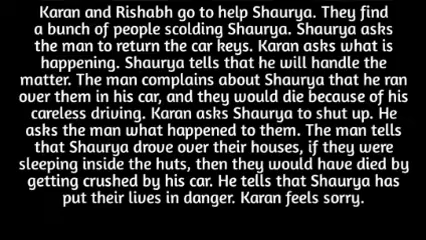 Karan and Rishabh go to help Shaurya. They find
a bunch of people scolding Shaurya. Shaurya asks
the man to return the car keys. Karan asks what is
happening. Shaurya tells that he will handle the
matter. The man complains about Shaurya that he ran
over them in his car, and they would die because of his
careless driving. Karan asks Shaurya to shut up. He
asks the man what happened to them. The man tells
that Shaurya drove over their houses, if they were
sleeping inside the huts, then they would have died by
getting crushed by his car. He tells that Shaurya has
put their lives in danger. Karan feels sorry.